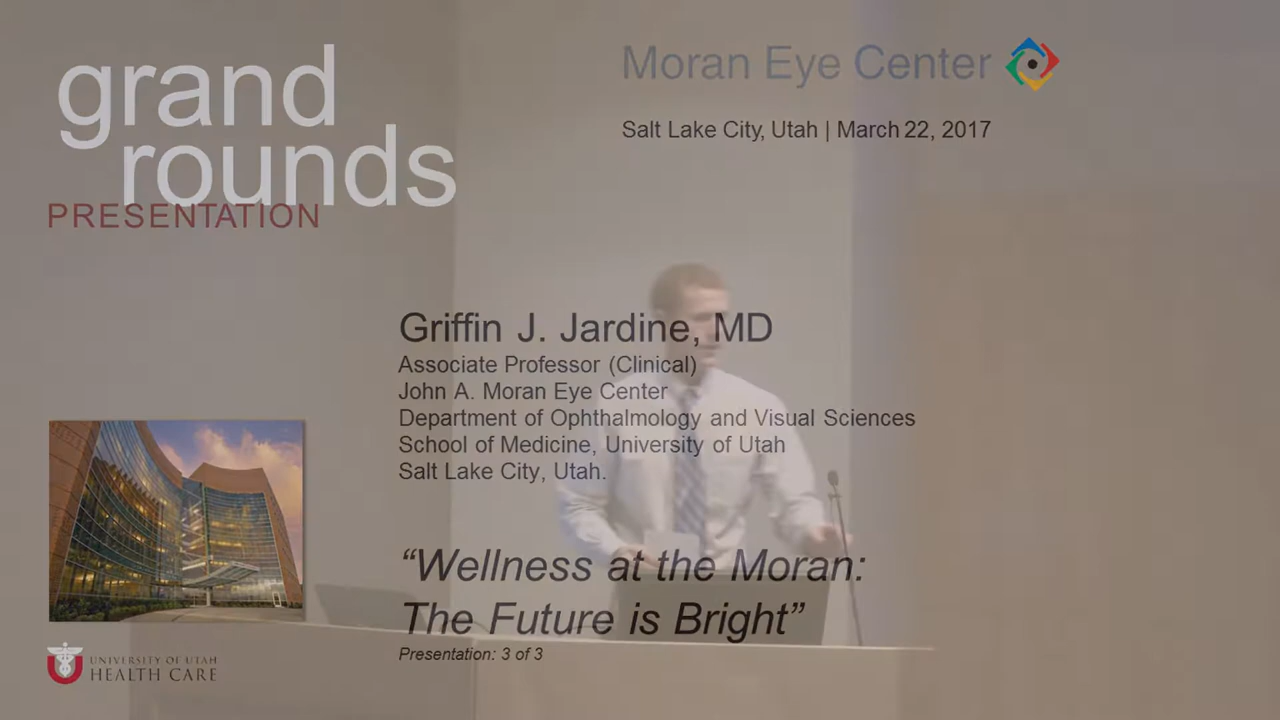 grand
rounds
PRESENTATION
Moran Eye Center
Salt Lake City, Utah | March 22, 2017
Griffin J. Jardine, MD
Associate Professor (Clinical)
John A. Moran Eye Center
Department of Ophthalmology and Visual Sciences
School of Medicine, University of Utah
Salt Lake City, Utah.
“Wellness at the Moran:
The Future is Bright”
Presentation: 3 of 3
UNIVERSITY OF UTAH
HEALTH CARE